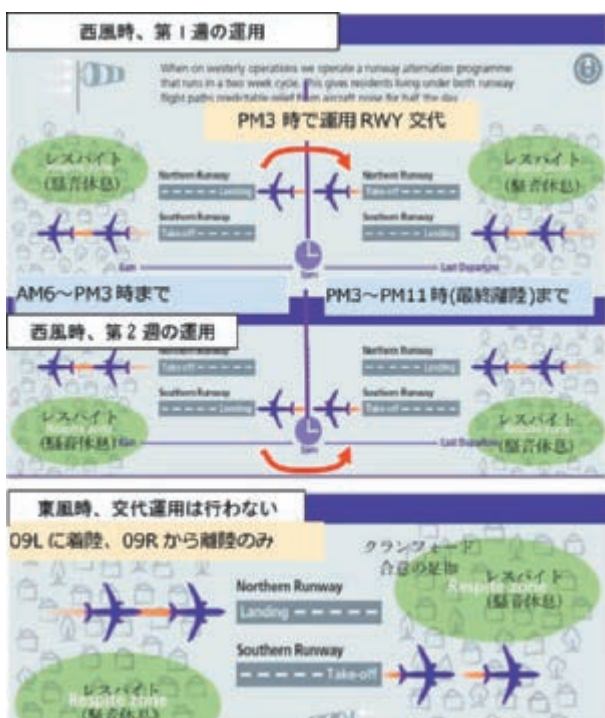 西風時、第1週の運用
When on westerly operations we operate a runway alternation programme
that runs in a two week cycle. This gives residents living under both runway
flight paths predictable relief from aircraft noise for half the day
PM3 時で運用 RWY 交代
レスパイト
(騒音休息)
Northern Runway
Landing
Southern Runway
Take-off
Northern Runway
Take-off
Southern Runway
Landing
レスパイト
(騒音休息)
6am
3pm
Last Departure
AM6～PM3 時まで
PM3～PM11 時(最終離陸)まで
西風時、第2週の運用
Northern Runway
Take-off
Southern Runway
Landing
Northern Runway
Landing
Southern Runway
Take-off
レスパイト
(騒音休息)
6am
3pm
Last Departure
レスパイト
Respite zone
(騒音休息)
東風時、交代運用は行わない
09L に着陸、09R から離陸のみ
クランフォード
合意の足枷
Northern Runway
Landing
Southern Runway
Take-off
レスパイト
Respite zone
(騒音休息)
レスパイト
Respite zone
(騒音休息)